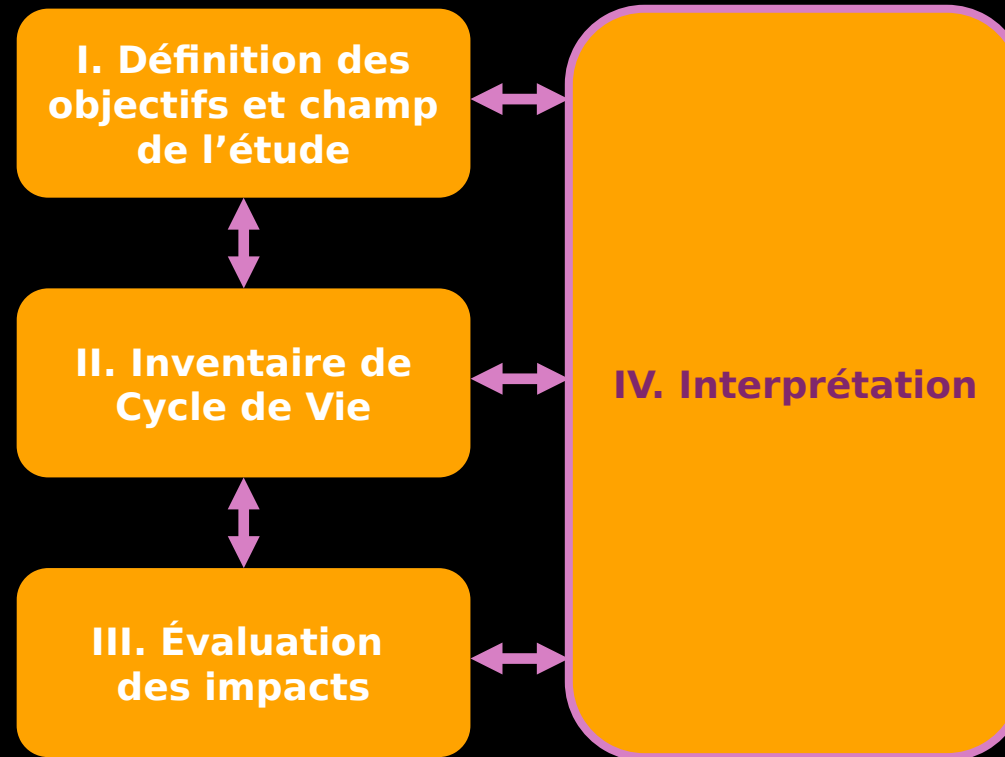 I. Définition des
objectifs et champ
de l’étude
II. Inventaire de
Cycle de Vie
III. Évaluation
des impacts
IV. Interprétation